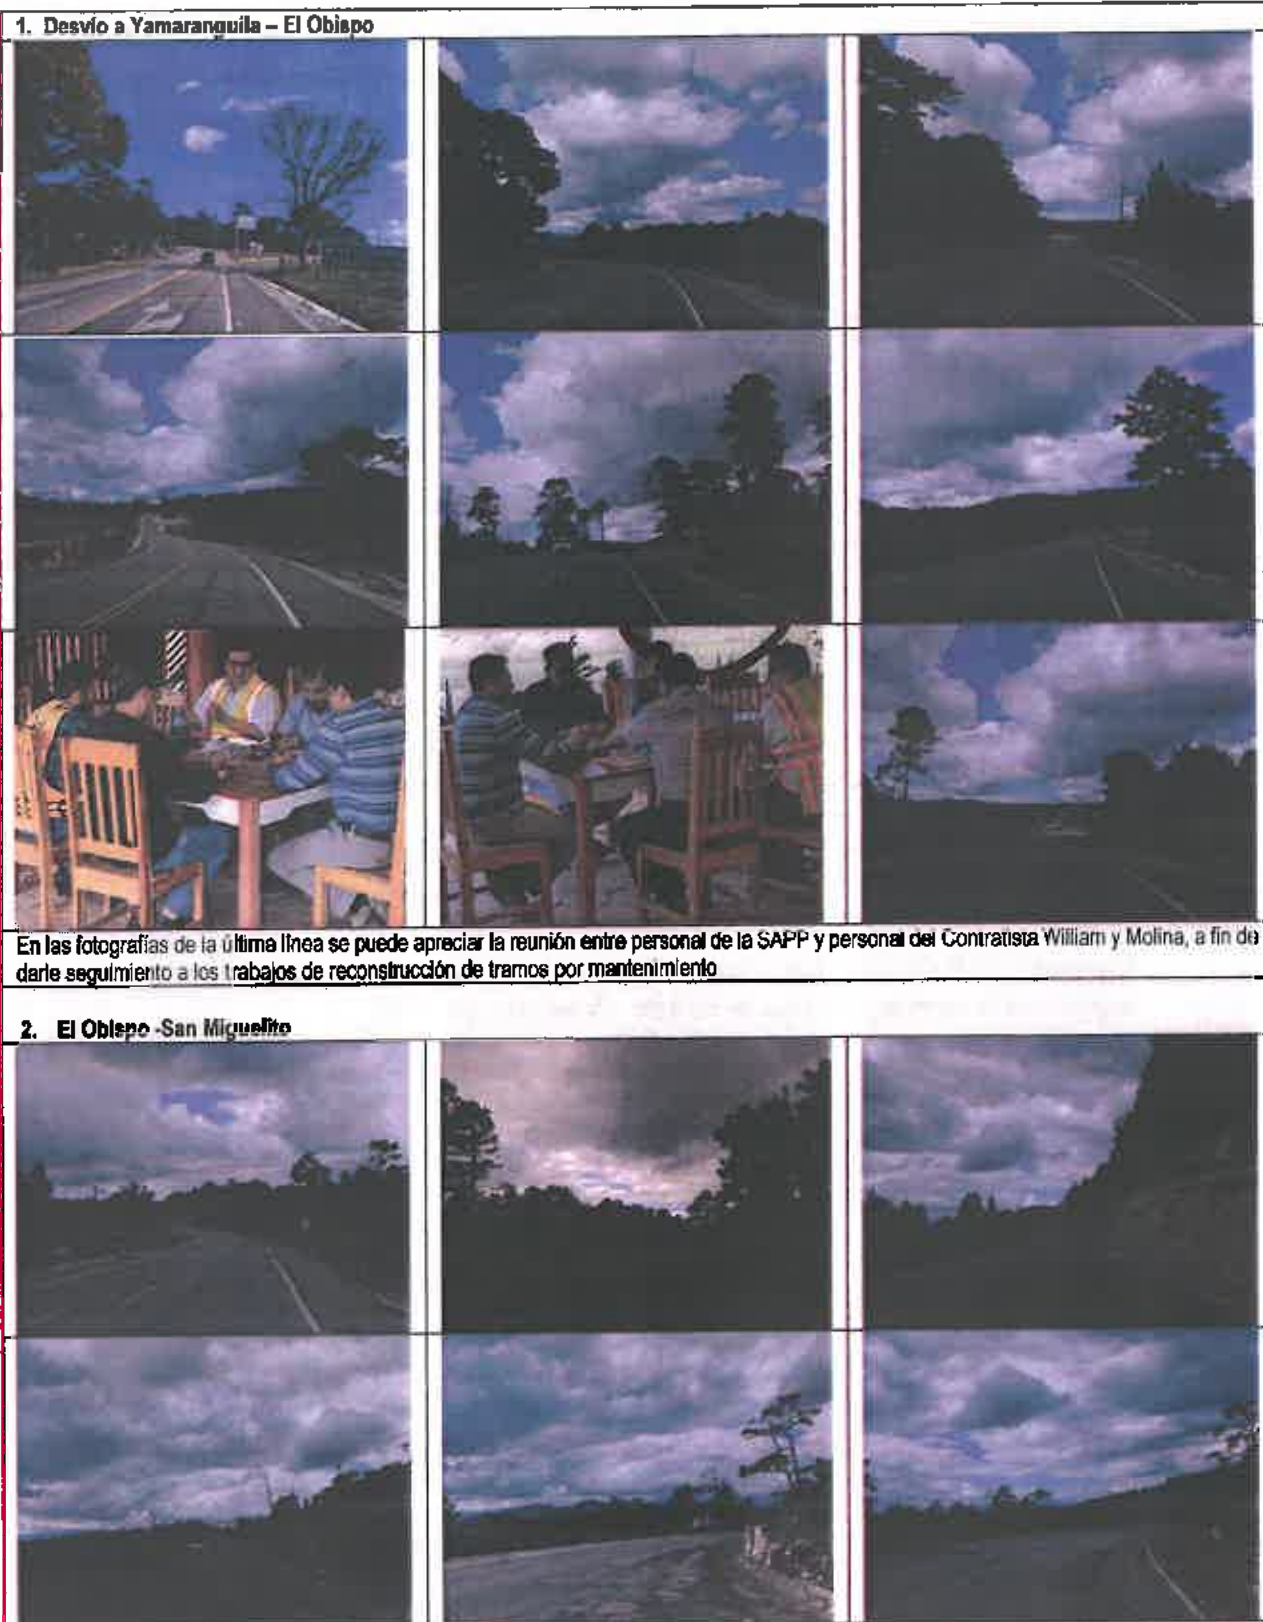 1. Desvío a Yamaranguila – El Obispo
En las fotografías de la última línea se puede apreciar la reunión entre personal de la SAPP y personal del Contratista William y Molina, a fin de
darle seguimiento a los trabajos de reconstrucción de tramos por mantenimiento
2. El Obispo -San Miguelito